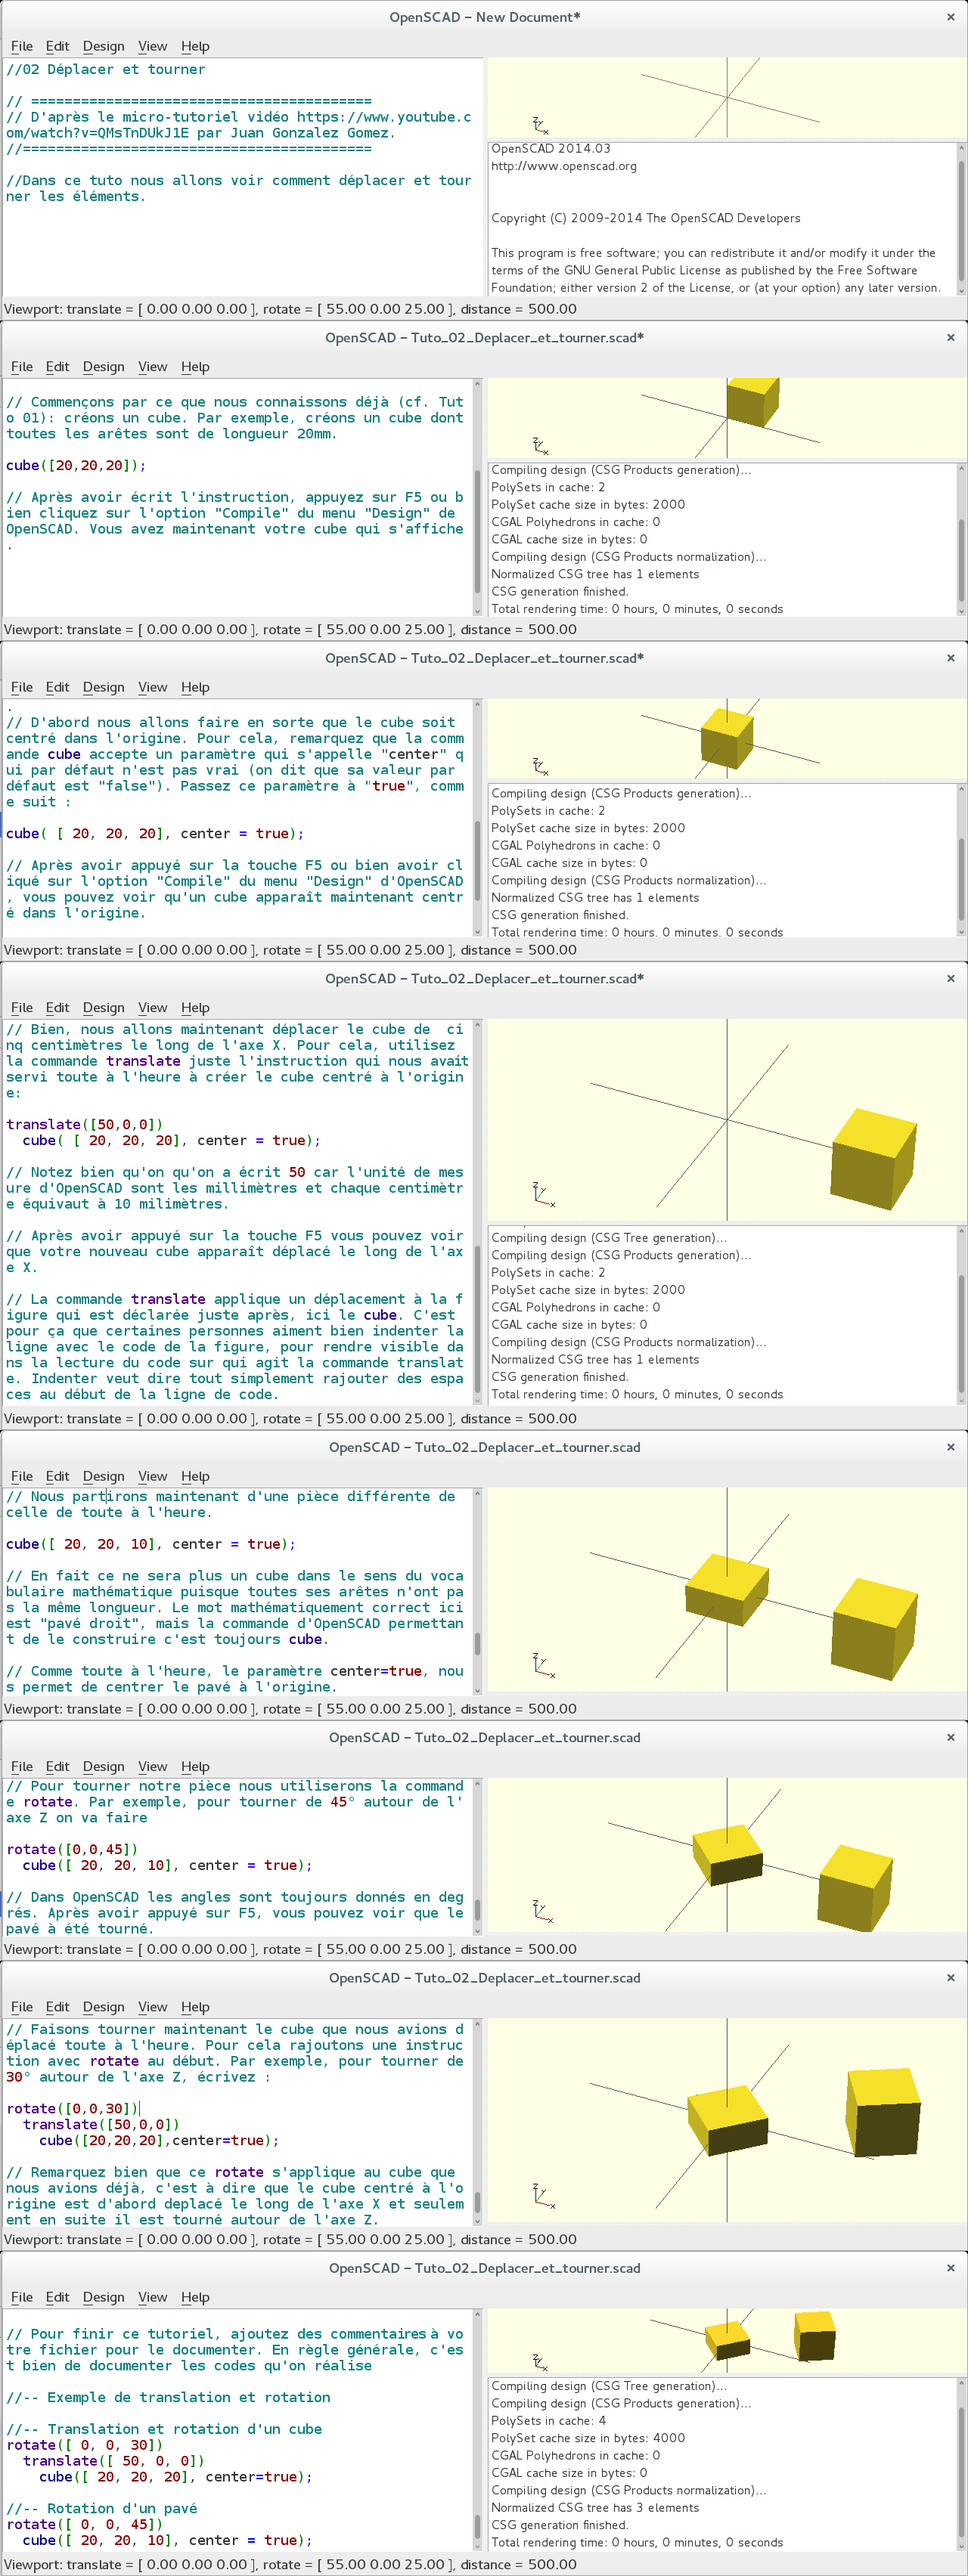 OpenSCAD – New Document*
×
File Edit Design View Help
//02 Déplacer et tourner
// =========================================
// D'après le micro-tutoriel vidéo https://www.youtube.c
om/watch?v=QMsTnDUkJ1E par Juan Gonzalez Gomez.
//==========================================
//Dans ce tuto nous allons voir comment déplacer et tour
ner les éléments.
Z
Y
X
OpenSCAD 2014.03
http://www.openscad.org
Copyright (C) 2009-2014 The OpenSCAD Developers
This program is free software; you can redistribute it and/or modify it under the
terms of the GNU General Public License as published by the Free Software
Foundation; either version 2 of the License, or (at your option) any later version.
Viewport: translate = [ 0.00 0.00 0.00 ], rotate = [ 55.00 0.00 25.00 ], distance = 500.00
OpenSCAD – Tuto_02_Deplacer_et_tourner.scad*
×
File Edit Design View Help
// Commençons par ce que nous connaissons déjà (cf. Tut
o 01): créons un cube. Par exemple, créons un cube dont
toutes les arêtes sont de longueur 20mm.
cube([20,20,20]);
// Après avoir écrit l'instruction, appuyez sur F5 ou b
ien cliquez sur l'option "Compile" du menu "Design" de
OpenSCAD. Vous avez maintenant votre cube qui s'affiche
.
Z
Y
X
Compiling design (CSG Products generation)...
PolySets in cache: 2
PolySet cache size in bytes: 2000
CGAL Polyhedrons in cache: 0
CGAL cache size in bytes: 0
Compiling design (CSG Products normalization)...
Normalized CSG tree has 1 elements
CSG generation finished.
Total rendering time: 0 hours, 0 minutes, 0 seconds
Viewport: translate = [ 0.00 0.00 0.00 ], rotate = [ 55.00 0.00 25.00 ], distance = 500.00
OpenSCAD – Tuto_02_Deplacer_et_tourner.scad*
×
File Edit Design View Help
.
// D'abord nous allons faire en sorte que le cube soit
centré dans l'origine. Pour cela, remarquez que la comm
ande cube accepte un paramètre qui s'appelle "center" q
ui par défaut n'est pas vrai (on dit que sa valeur par
défaut est "false"). Passez ce paramètre à "true", comm
e suit :
cube( [ 20, 20, 20], center = true);
// Après avoir appuyé sur la touche F5 ou bien avoir cl
iqué sur l'option "Compile" du menu "Design" d'OpenSCAD
, vous pouvez voir qu'un cube apparaît maintenant centr
é dans l'origine.
Z
Y
X
Compiling design (CSG Products generation)...
PolySets in cache: 2
PolySet cache size in bytes: 2000
CGAL Polyhedrons in cache: 0
CGAL cache size in bytes: 0
Compiling design (CSG Products normalization)...
Normalized CSG tree has 1 elements
CSG generation finished.
Total rendering time: 0 hours, 0 minutes, 0 seconds
Viewport: translate = [ 0.00 0.00 0.00 ], rotate = [ 55.00 0.00 25.00 ], distance = 500.00
OpenSCAD – Tuto_02_Deplacer_et_tourner.scad*
×
File Edit Design View Help
// Bien, nous allons maintenant déplacer le cube de  ci
nq centimètres le long de l'axe X. Pour cela, utilisez
la commande translate juste l'instruction qui nous avait
servi toute à l'heure à créer le cube centré à l'origin
e:
translate([50,0,0])
cube( [ 20, 20, 20], center = true);
// Notez bien qu'on qu'on a écrit 50 car l'unité de mes
ure d'OpenSCAD sont les millimètres et chaque centimètr
e équivaut à 10 milimètres.
// Après avoir appuyé sur la touche F5 vous pouvez voir
que votre nouveau cube apparaît déplacé le long de l'ax
e X.
// La commande translate applique un déplacement à la f
igure qui est déclarée juste après, ici le cube. C'est
pour ça que certaines personnes aiment bien indenter la
ligne avec le code de la figure, pour rendre visible da
ns la lecture du code sur qui agit la commande translat
e. Indenter veut dire tout simplement rajouter des espa
ces au début de la ligne de code.
Z
Y
X
Compiling design (CSG Tree generation)...
Compiling design (CSG Products generation)...
PolySets in cache: 2
PolySet cache size in bytes: 2000
CGAL Polyhedrons in cache: 0
CGAL cache size in bytes: 0
Compiling design (CSG Products normalization)...
Normalized CSG tree has 1 elements
CSG generation finished.
Total rendering time: 0 hours, 0 minutes, 0 seconds
Viewport: translate = [ 0.00 0.00 0.00 ], rotate = [ 55.00 0.00 25.00 ], distance = 500.00
OpenSCAD – Tuto_02_Deplacer_et_tourner.scad
×
File Edit Design View Help
// Nous partirons maintenant d'une pièce différente de
celle de toute à l'heure.
cube([ 20, 20, 10], center = true);
// En fait ce ne sera plus un cube dans le sens du voca
bulaire mathématique puisque toutes ses arêtes n'ont pa
s la même longueur. Le mot mathématiquement correct ici
est "pavé droit", mais la commande d'OpenSCAD permettan
t de le construire c'est toujours cube.
// Comme toute à l'heure, le paramètre center=true, nou
s permet de centrer le pavé à l'origine.
Z
Y
X
Viewport: translate = [ 0.00 0.00 0.00 ], rotate = [ 55.00 0.00 25.00 ], distance = 500.00
OpenSCAD – Tuto_02_Deplacer_et_tourner.scad
×
File Edit Design View Help
// Pour tourner notre pièce nous utiliserons la command
e rotate. Par exemple, pour tourner de 45° autour de l'
axe Z on va faire
rotate([0,0,45])
cube([ 20, 20, 10], center = true);
// Dans OpenSCAD les angles sont toujours donnés en deg
rés. Après avoir appuyé sur F5, vous pouvez voir que le
pavé à été tourné.
Z
Y
X
Viewport: translate = [ 0.00 0.00 0.00 ], rotate = [ 55.00 0.00 25.00 ], distance = 500.00
OpenSCAD – Tuto_02_Deplacer_et_tourner.scad
×
File Edit Design View Help
// Faisons tourner maintenant le cube que nous avions d
éplacé toute à l'heure. Pour cela rajoutons une instruc
tion avec rotate au début. Par exemple, pour tourner de
30° autour de l'axe Z, écrivez :
rotate([0,0,30])
translate([50,0,0])
cube([20,20,20],center=true);
// Remarquez bien que ce rotate s'applique au cube que
nous avions déjà, c'est à dire que le cube centré à l'o
rigine est d'abord deplacé le long de l'axe X et seulem
ent en suite il est tourné autour de l'axe Z.
Z
Y
X
Viewport: translate = [ 0.00 0.00 0.00 ], rotate = [ 55.00 0.00 25.00 ], distance = 500.00
OpenSCAD – Tuto_02_Deplacer_et_tourner.scad
×
File Edit Design View Help
// Pour finir ce tutoriel, ajoutez des commentaires à vo
tre fichier pour le documenter. En règle générale, c'es
t bien de documenter les codes qu'on réalise
//-- Exemple de translation et rotation
//-- Translation et rotation d'un cube
rotate([ 0, 0, 30])
translate([ 50, 0, 0])
cube([ 20, 20, 20], center=true);
//-- Rotation d'un pavé
rotate([ 0, 0, 45])
cube([ 20, 20, 10], center = true);
Z
Y
X
Compiling design (CSG Tree generation)...
Compiling design (CSG Products generation)...
PolySets in cache: 4
PolySet cache size in bytes: 4000
CGAL Polyhedrons in cache: 0
CGAL cache size in bytes: 0
Compiling design (CSG Products normalization)...
Normalized CSG tree has 3 elements
CSG generation finished.
Total rendering time: 0 hours, 0 minutes, 0 seconds
Viewport: translate = [ 0.00 0.00 0.00 ], rotate = [ 55.00 0.00 25.00 ], distance = 500.00